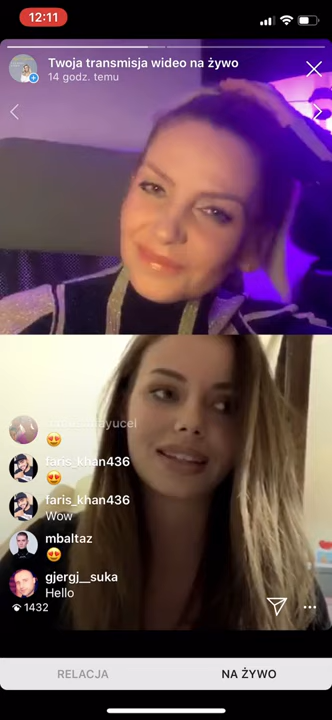 12:11
Twoja transmisja wideo na żywo
14 godz. temu
faris_khan436
faris_khan436
Wow
mbaltaz
gjergj__suka
Hello
1432
RELACJA
NA ŻYWO